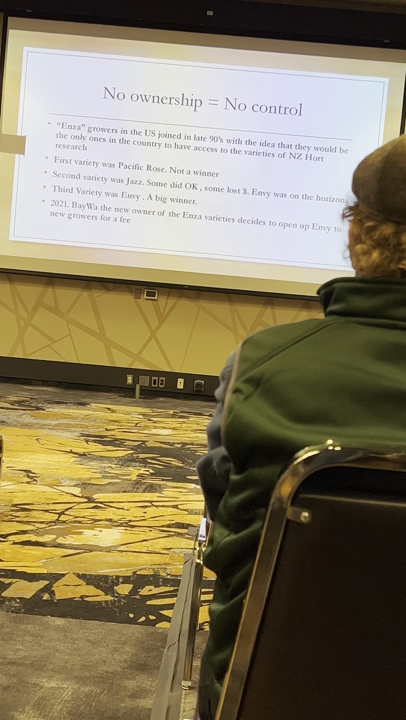 No ownership = No control
• "Enza" growers in the US joined in late 90's with the idea that they would be
the only ones in the country to have access to the varieties of NZ Hort
research
• First variety was Pacific Rose. Not a winner
• Second variety was Jazz. Some did OK , some lost $. Envy was on the horizon
• Third Variety was Envy . A big winner.
• 2021. BayWa the new owner of the Enza varieties decides to open up Envy to
new growers for a fee